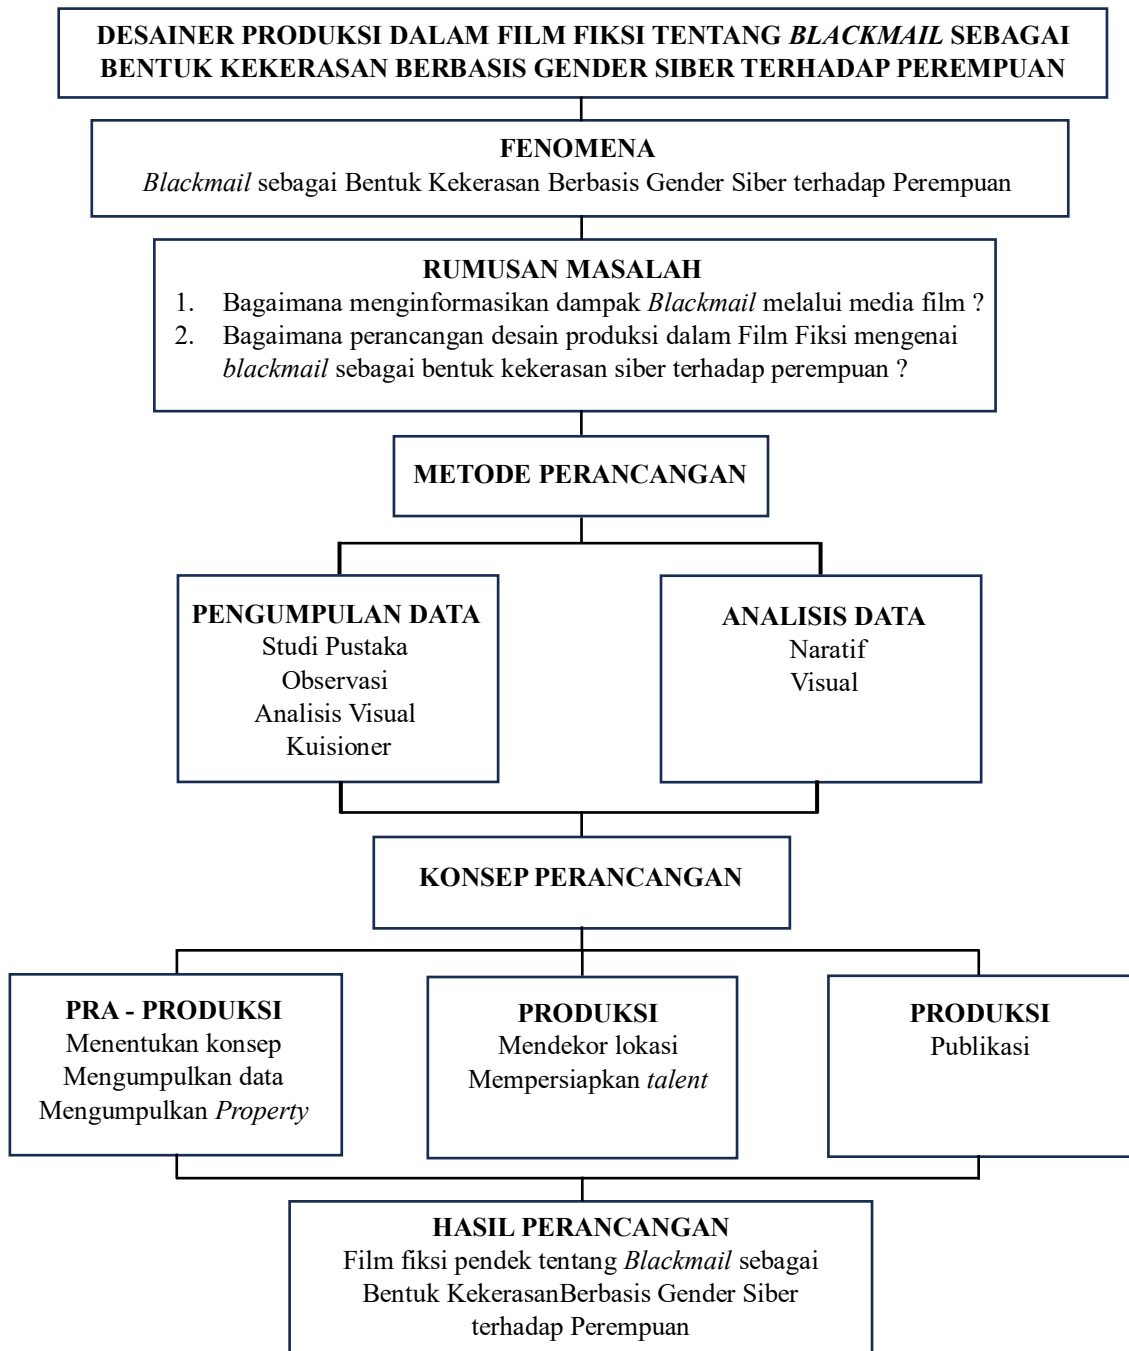 DESAINER PRODUKSI DALAM FILM FIKSI TENTANG BLACKMAIL SEBAGAI
BENTUK KEKERASAN BERBASIS GENDER SIBER TERHADAP PEREMPUAN
FENOMENA
Blackmail sebagai Bentuk Kekerasan Berbasis Gender Siber terhadap Perempuan
RUMUSAN MASALAH
1. Bagaimana menginformasikan dampak Blackmail melalui media film ?
2. Bagaimana perancangan desain produksi dalam Film Fiksi mengenai
blackmail sebagai bentuk kekerasan siber terhadap perempuan ?
METODE PERANCANGAN
PENGUMPULAN DATA
Studi Pustaka
Observasi
Analisis Visual
Kuisioner
ANALISIS DATA
Naratif
Visual
KONSEP PERANCANGAN
PRA - PRODUKSI
Menentukan konsep
Mengumpulkan data
Mengumpulkan Property
PRODUKSI
Mendekor lokasi
Mempersiapkan talent
PRODUKSI
Publikasi
HASIL PERANCANGAN
Film fiksi pendek tentang Blackmail sebagai
Bentuk KekerasanBerbasis Gender Siber
terhadap Perempuan